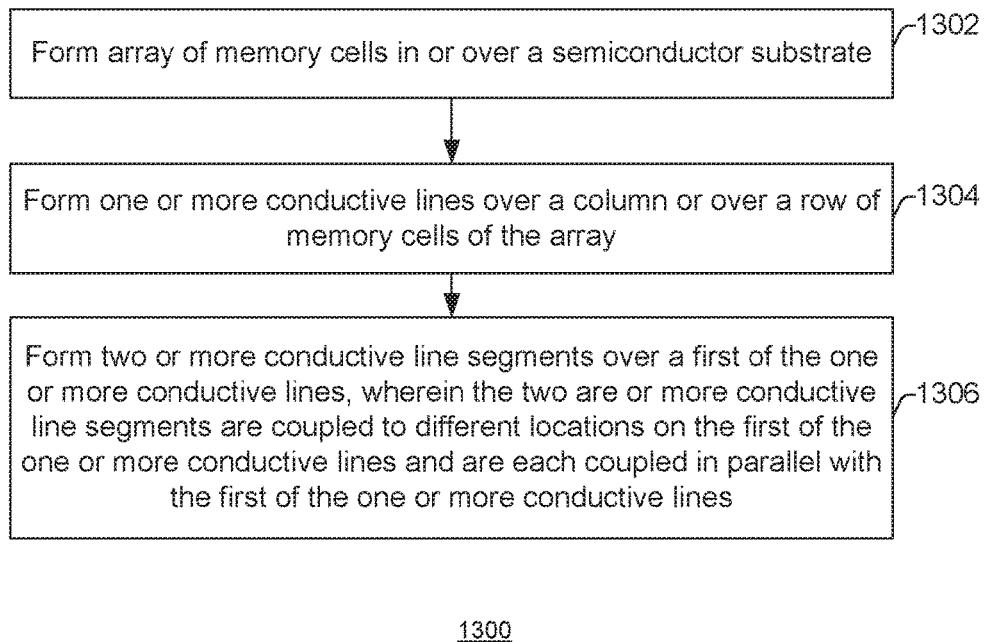 Form array of memory cells in or over a semiconductor substrate
1302
Form one or more conductive lines over a column or over a row of
memory cells of the array
1304
Form two or more conductive line segments over a first of the one
or more conductive lines, wherein the two are or more conductive
line segments are coupled to different locations on the first of the
one or more conductive lines and are each coupled in parallel with
the first of the one or more conductive lines
1306
1300